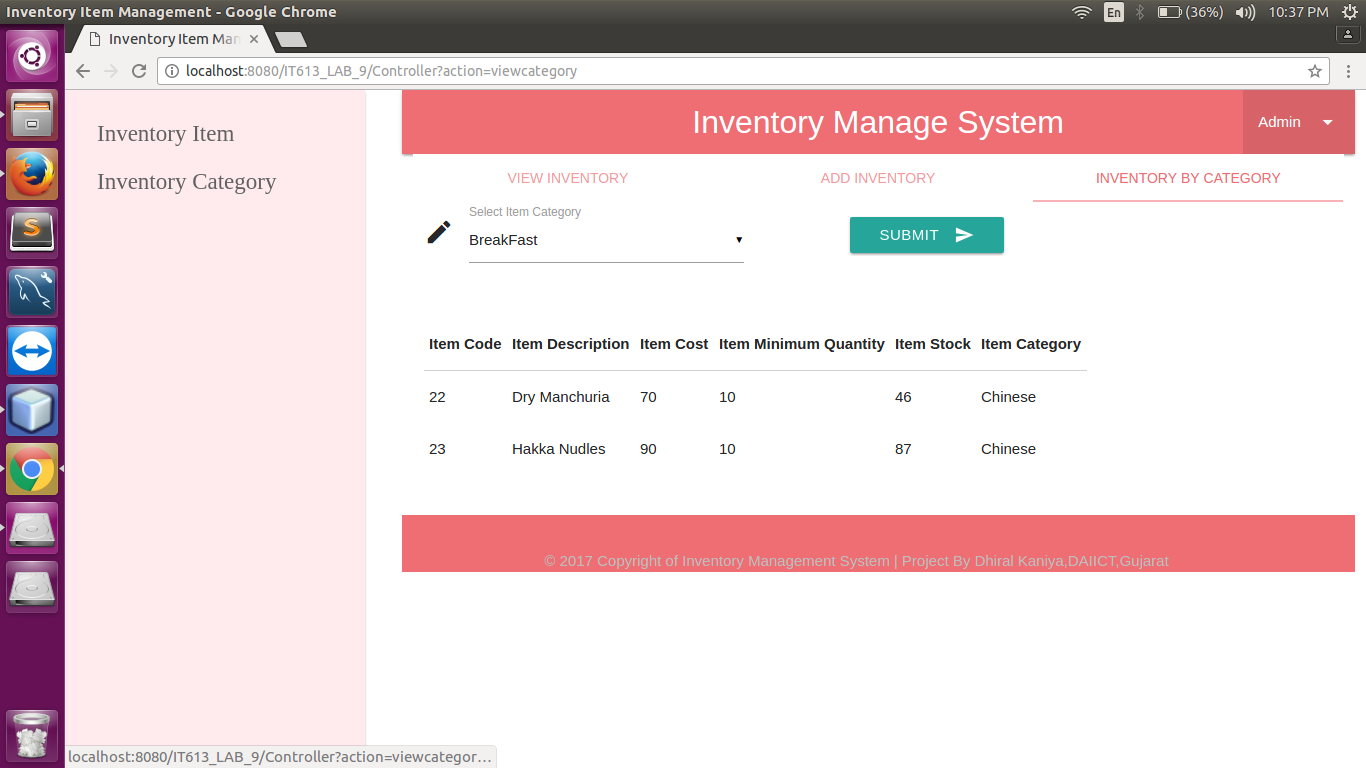 Inventory Item Management - Google Chrome
En
(36%)
10:37 PM
Inventory Item Man
localhost:8080/IT613_LAB_9/Controller?action=viewcategory
Inventory Item
Inventory Category
Inventory Manage System
Admin
VIEW INVENTORY
ADD INVENTORY
INVENTORY BY CATEGORY
Select Item Category
BreakFast
SUBMIT
Item Code Item Description Item Cost Item Minimum Quantity Item Stock Item Category
22 Dry Manchuria 70 10 46 Chinese
23 Hakka Nudles 90 10 87 Chinese
© 2017 Copyright of Inventory Management System | Project By Dhiral Kaniya,DAIICT,Gujarat
localhost:8080/IT613_LAB_9/Controller?action=viewcategor…